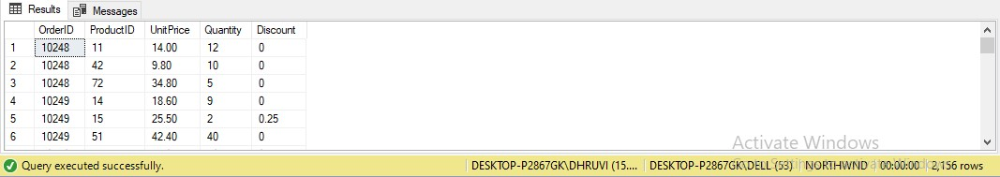 Results Messages
OrderID ProductID UnitPrice Quantity Discount
1 10248 11 14.00 12 0
2 10248 42 9.80 10 0
3 10248 72 34.80 5 0
4 10249 14 18.60 9 0
5 10249 15 25.50 2 0.25
6 10249 51 42.40 40 0
Activate Windows
Query executed successfully. DESKTOP-P2867GK\DHRUVI (15.... DESKTOP-P2867GK\DELL (53) NORTHWND 00:00:00 2,156 rows